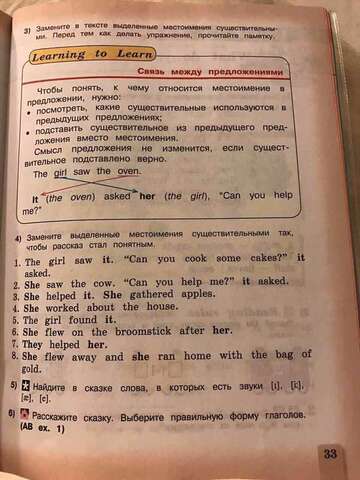 3) Замените в тексте выделенные местоимения существительны-
ми. Перед тем как делать упражнение, прочитайте памятку.
Learning to Learn
Связь между предложениями
Чтобы понять, к чему относится местоимение в
предложении, нужно:
• посмотреть, какие существительные используются в
предыдущих предложениях;
• подставить существительное из предыдущего пред-
ложения вместо местоимения.
Смысл предложения не изменится, если сущест-
вительное подставлено верно.
The girl saw the oven.
It (the oven) asked her (the girl), "Can you help
me?"
4) Замените выделенные местоимения существительными так,
чтобы рассказ стал понятным.
1. The girl saw it. "Can you cook some cakes?" it
asked.
2. She saw the cow. "Can you help me?" it asked.
3. She helped it. She gathered apples.
4. She worked about the house.
5. The girl found it.
6. She flew on the broomstick after her.
7. They helped her.
8. She flew away and she ran home with the bag of
gold.
5) Найдите в сказке слова, в которых есть звуки [ɪ], [iː],
[æ], [e].
6) Расскажите сказку. Выберите правильную форму глаголов.
(AB ex. 1)
33